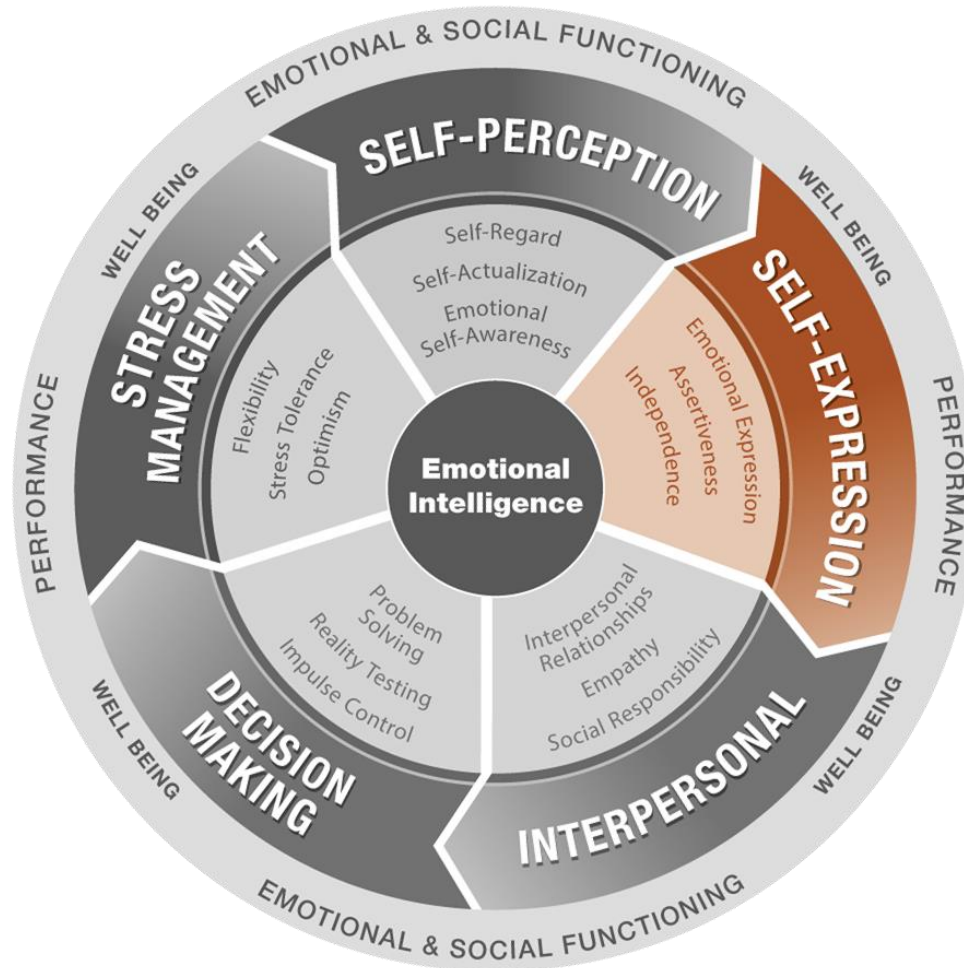 EMOTIONAL & SOCIAL FUNCTIONING
WELL BEING
PERFORMANCE
WELL BEING
EMOTIONAL & SOCIAL FUNCTIONING
WELL BEING
PERFORMANCE
WELL BEING
SELF-PERCEPTION
Self-Regard
Self-Actualization
Emotional
Self-Awareness
SELF-EXPRESSION
Emotional Expression
Assertiveness
Independence
INTERPERSONAL
Interpersonal
Relationships
Empathy
Social Responsibility
DECISION
MAKING
Problem
Solving
Reality Testing
Impulse Control
STRESS
MANAGEMENT
Flexibility
Stress Tolerance
Optimism
Emotional
Intelligence